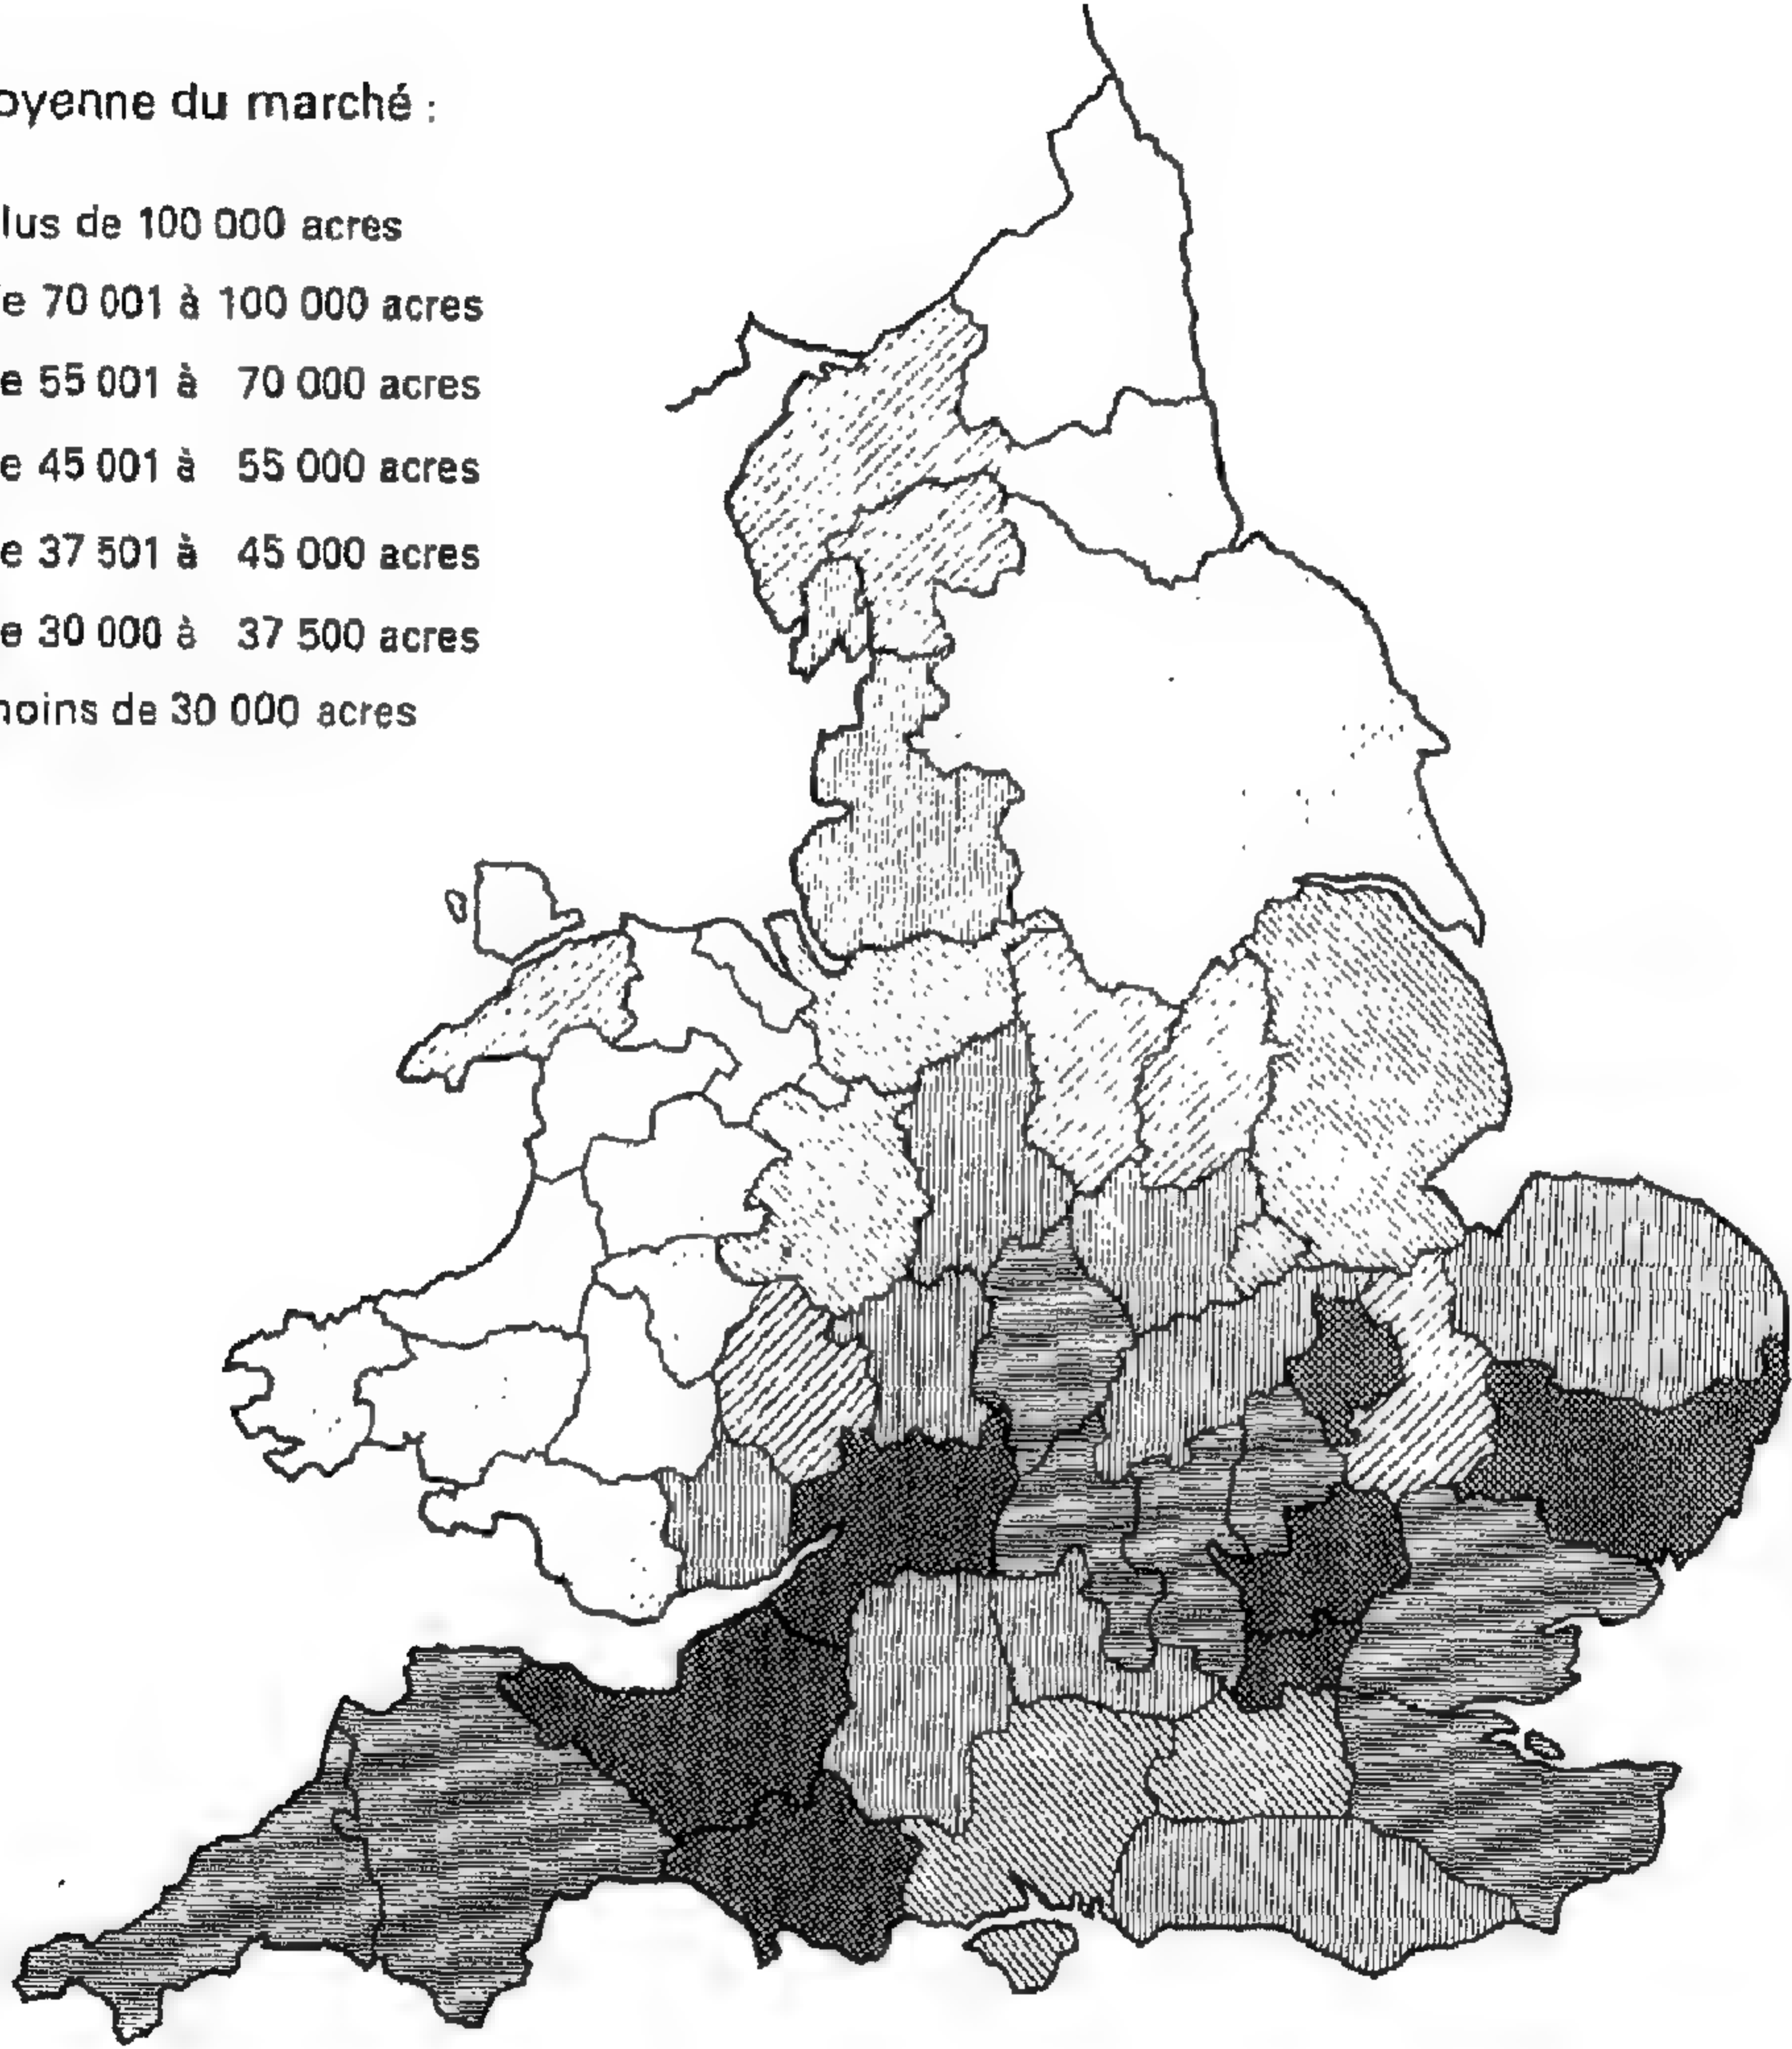 oyenne du marché :
lus de 100 000 acres
e 70 001 à 100 000 acres
e 55 001 à 70 000 acres
e 45 001 à 55 000 acres
e 37 501 à 45 000 acres
e 30 000 à 37 500 acres
noins de 30 000 acres